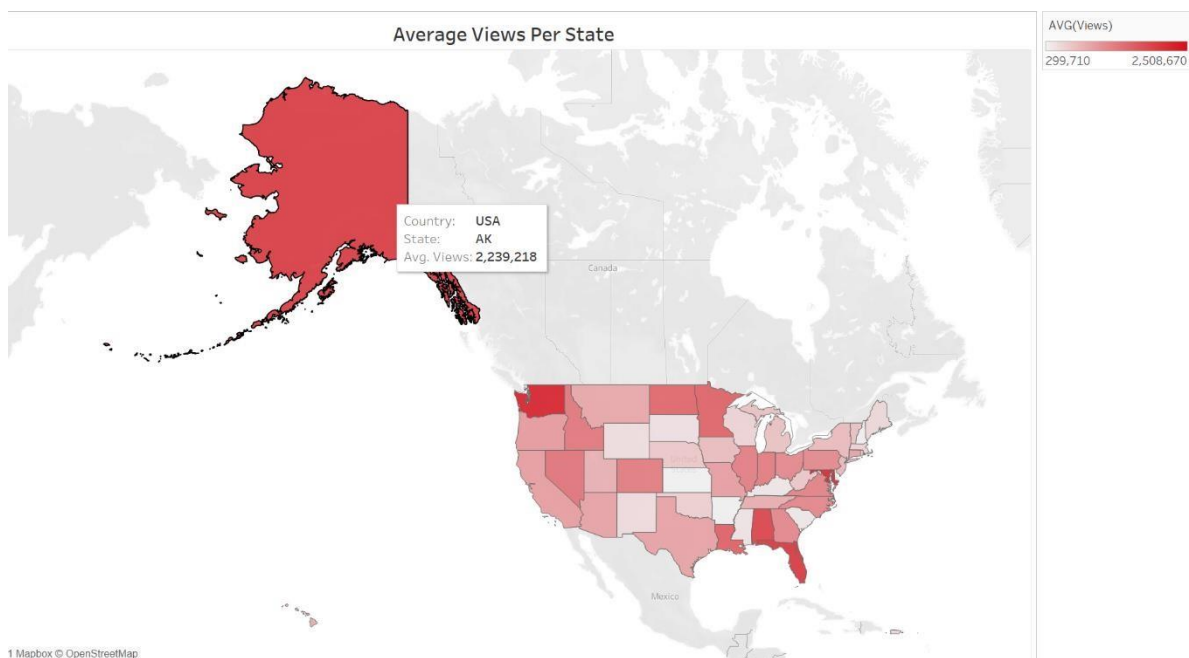 Average Views Per State
AVG(Views)
299,710 2,508,670
Country: USA
State: AK
Avg. Views: 2,239,218
Canada
United
Mexico
1 Mapbox © OpenStreetMap